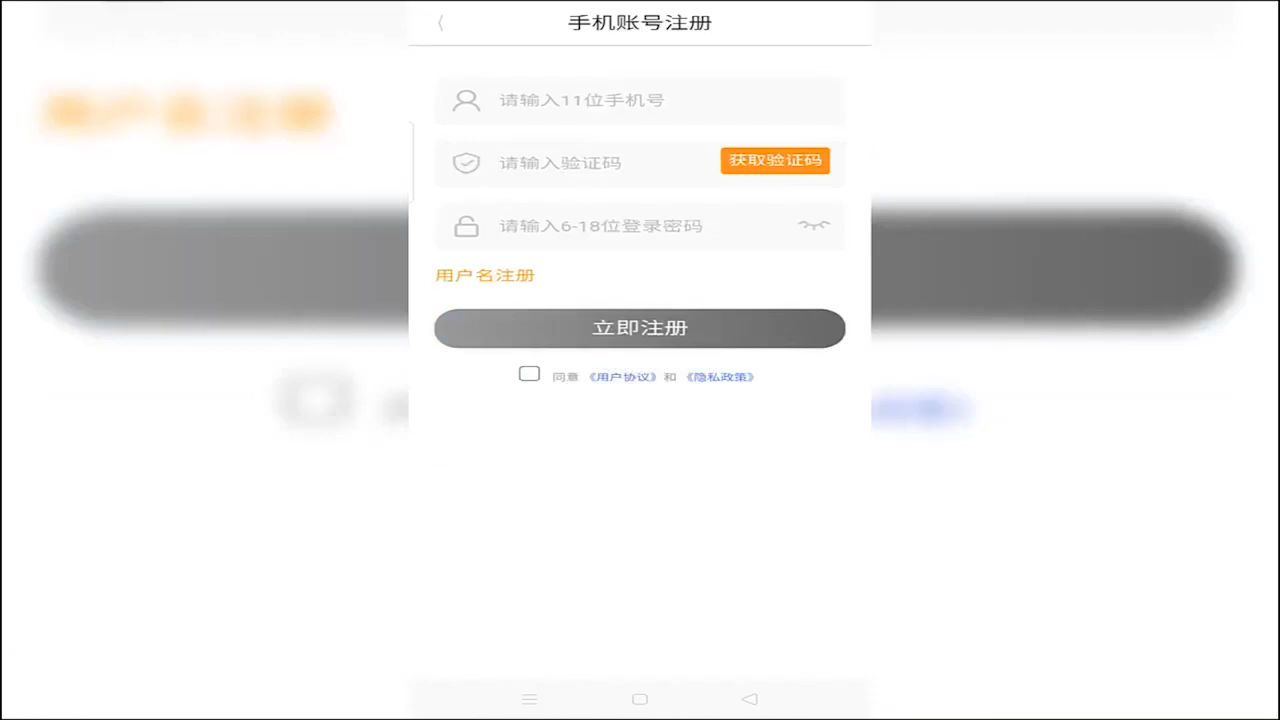 手机账号注册
请输入11位手机号
请输入验证码
获取验证码
请输入6-18位登录密码
用户名注册
立即注册
同意 《用户协议》 和 《隐私政策》